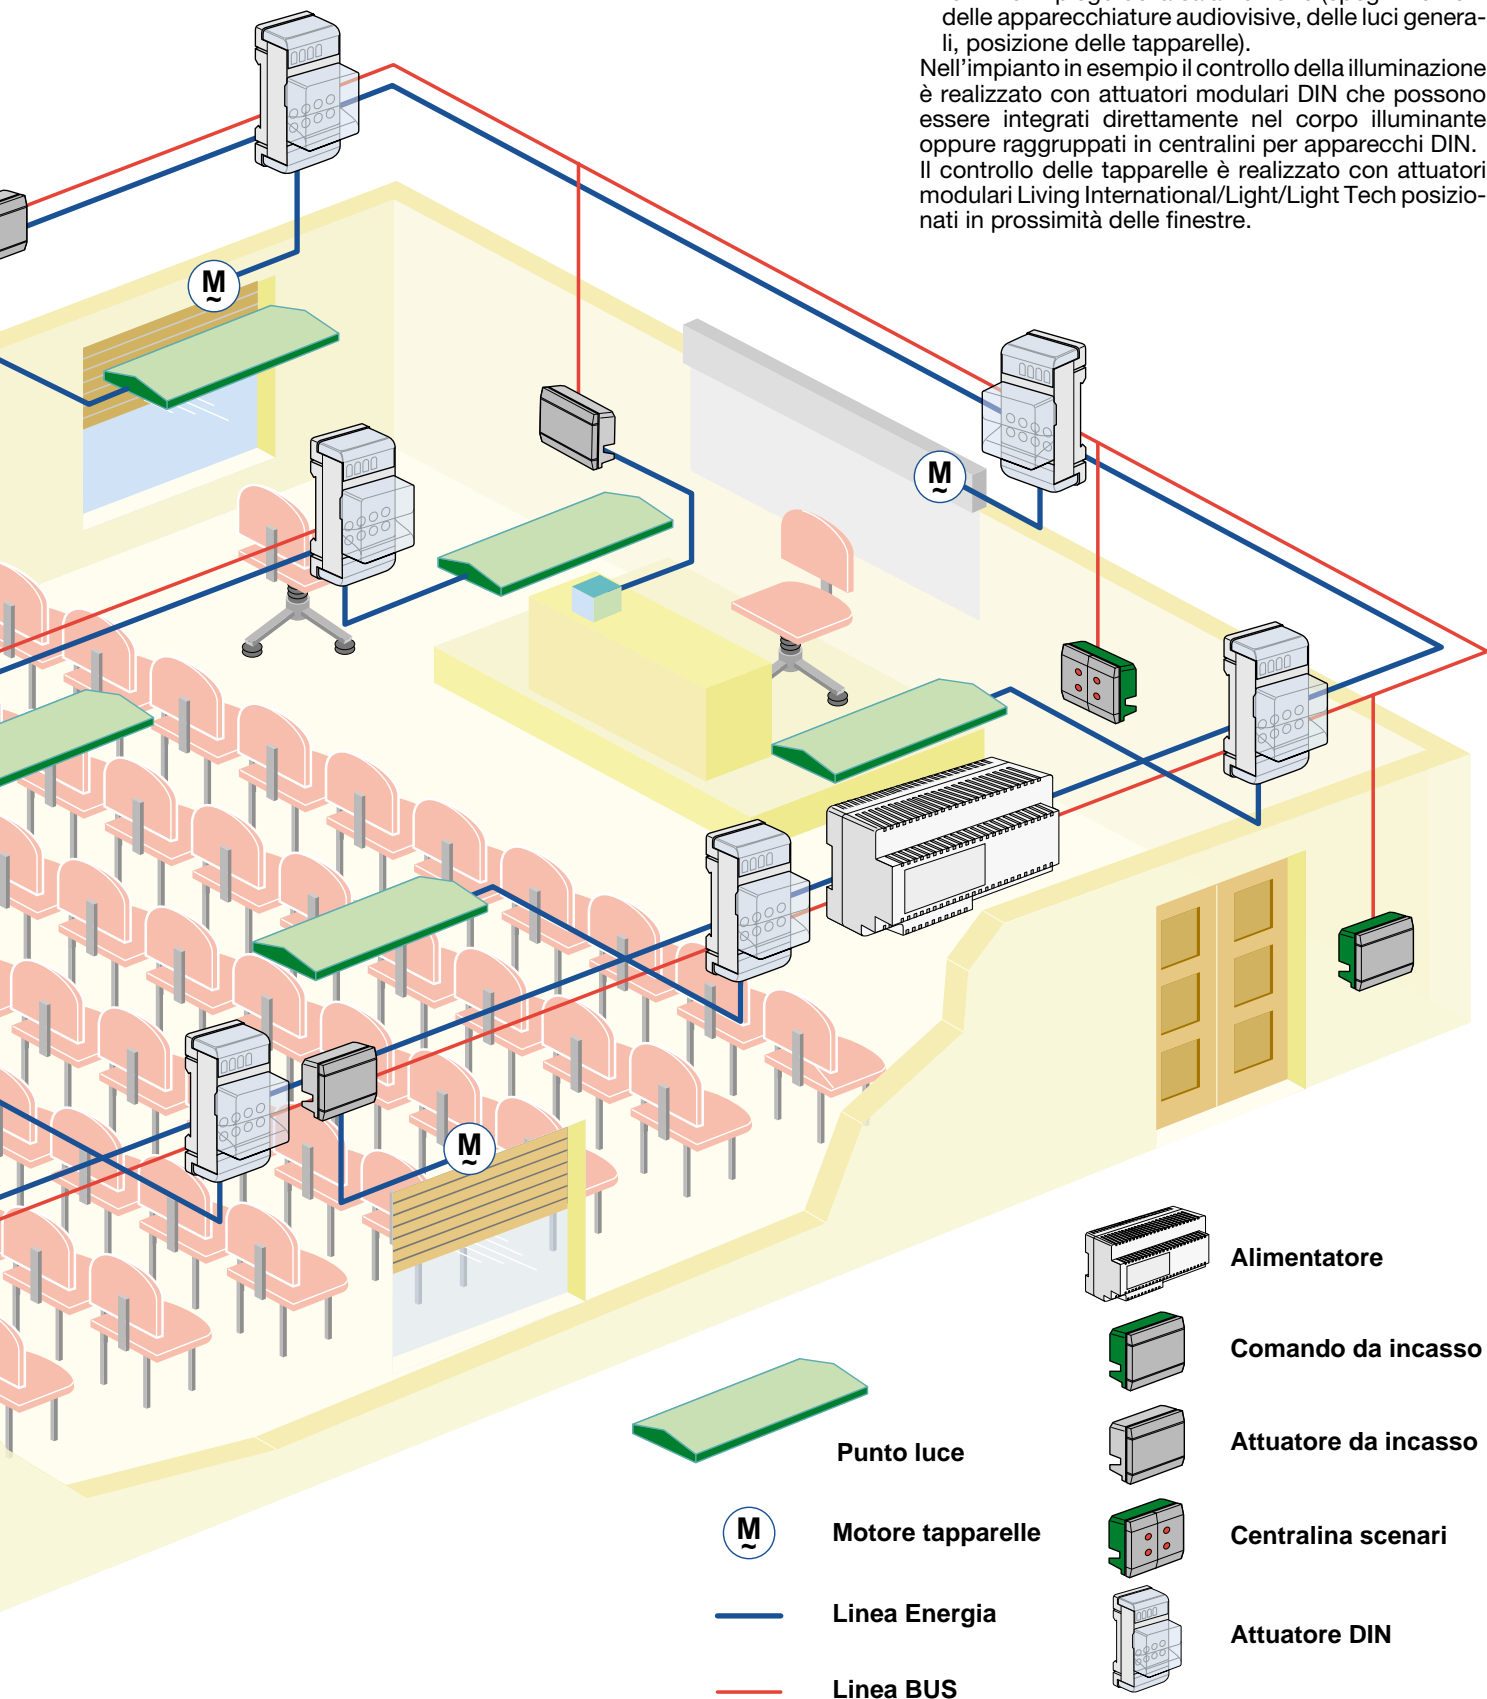 delle apparecchiature audiovisive, delle luci genera-
li, posizione delle tapparelle).
Nell'impianto in esempio il controllo della illuminazione
è realizzato con attuatori modulari DIN che possono
essere integrati direttamente nel corpo illuminante
oppure raggruppati in centralini per apparecchi DIN.
Il controllo delle tapparelle è realizzato con attuatori
modulari Living International/Light/Light Tech posizio-
nati in prossimità delle finestre.
M
~
M
~
M
~
Alimentatore
Comando da incasso
Punto luce
Attuatore da incasso
M
~
Motore tapparelle
Centralina scenari
Linea Energia
Attuatore DIN
Linea BUS